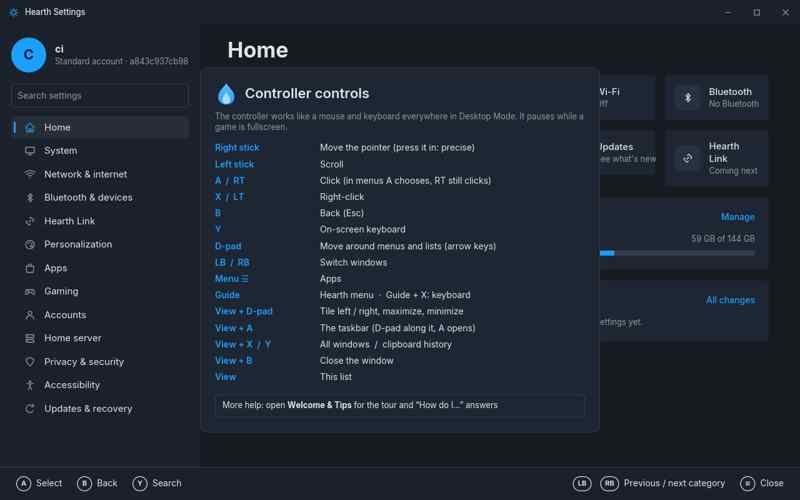 Hearth Settings
C
ci
Standard account · a843c937cb98
Search settings
Home
System
Network & internet
Bluetooth & devices
Hearth Link
Personalization
Apps
Gaming
Accounts
Home server
Privacy & security
Accessibility
Updates & recovery
Home
Controller controls
The controller works like a mouse and keyboard everywhere in Desktop Mode. It pauses while a
game is fullscreen.
Right stick Move the pointer (press it in: precise)
Left stick Scroll
A / RT Click (in menus A chooses, RT still clicks)
X / LT Right-click
B Back (Esc)
Y On-screen keyboard
D-pad Move around menus and lists (arrow keys)
LB / RB Switch windows
Menu ☰ Apps
Guide Hearth menu · Guide + X: keyboard
View + D-pad Tile left / right, maximize, minimize
View + A The taskbar (D-pad along it, A opens)
View + X / Y All windows / clipboard history
View + B Close the window
View This list
More help: open Welcome & Tips for the tour and “How do I…” answers
Wi-Fi
Off
Bluetooth
No Bluetooth
Updates
See what's new
Hearth
Link
Coming next
Manage
59 GB of 144 GB
All changes
settings yet.
A Select
B Back
Y Search
LB RB Previous / next category
≡ Close